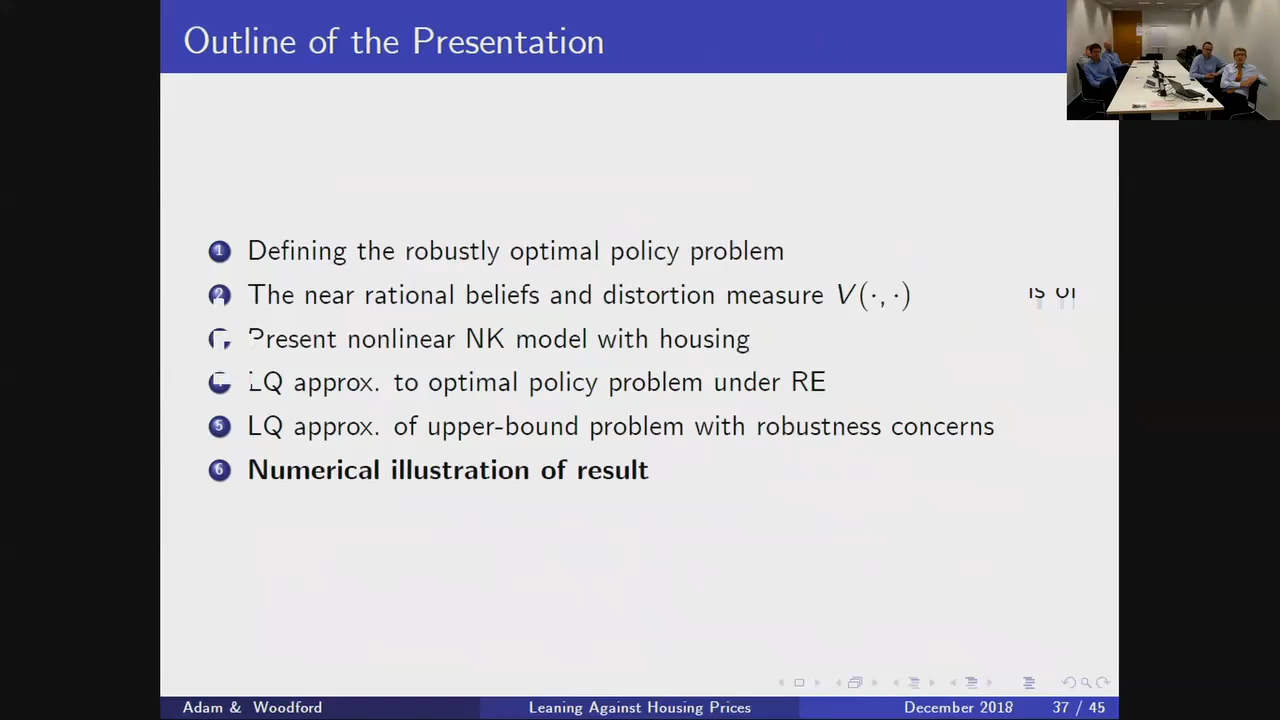 Outline of the Presentation
1 Defining the robustly optimal policy problem
2 The near rational beliefs and distortion measure V(·, ·)
Present nonlinear NK model with housing
LQ approx. to optimal policy problem under RE
5 LQ approx. of upper-bound problem with robustness concerns
6 Numerical illustration of result
Adam & Woodford Leaning Against Housing Prices December 2018 37 / 45